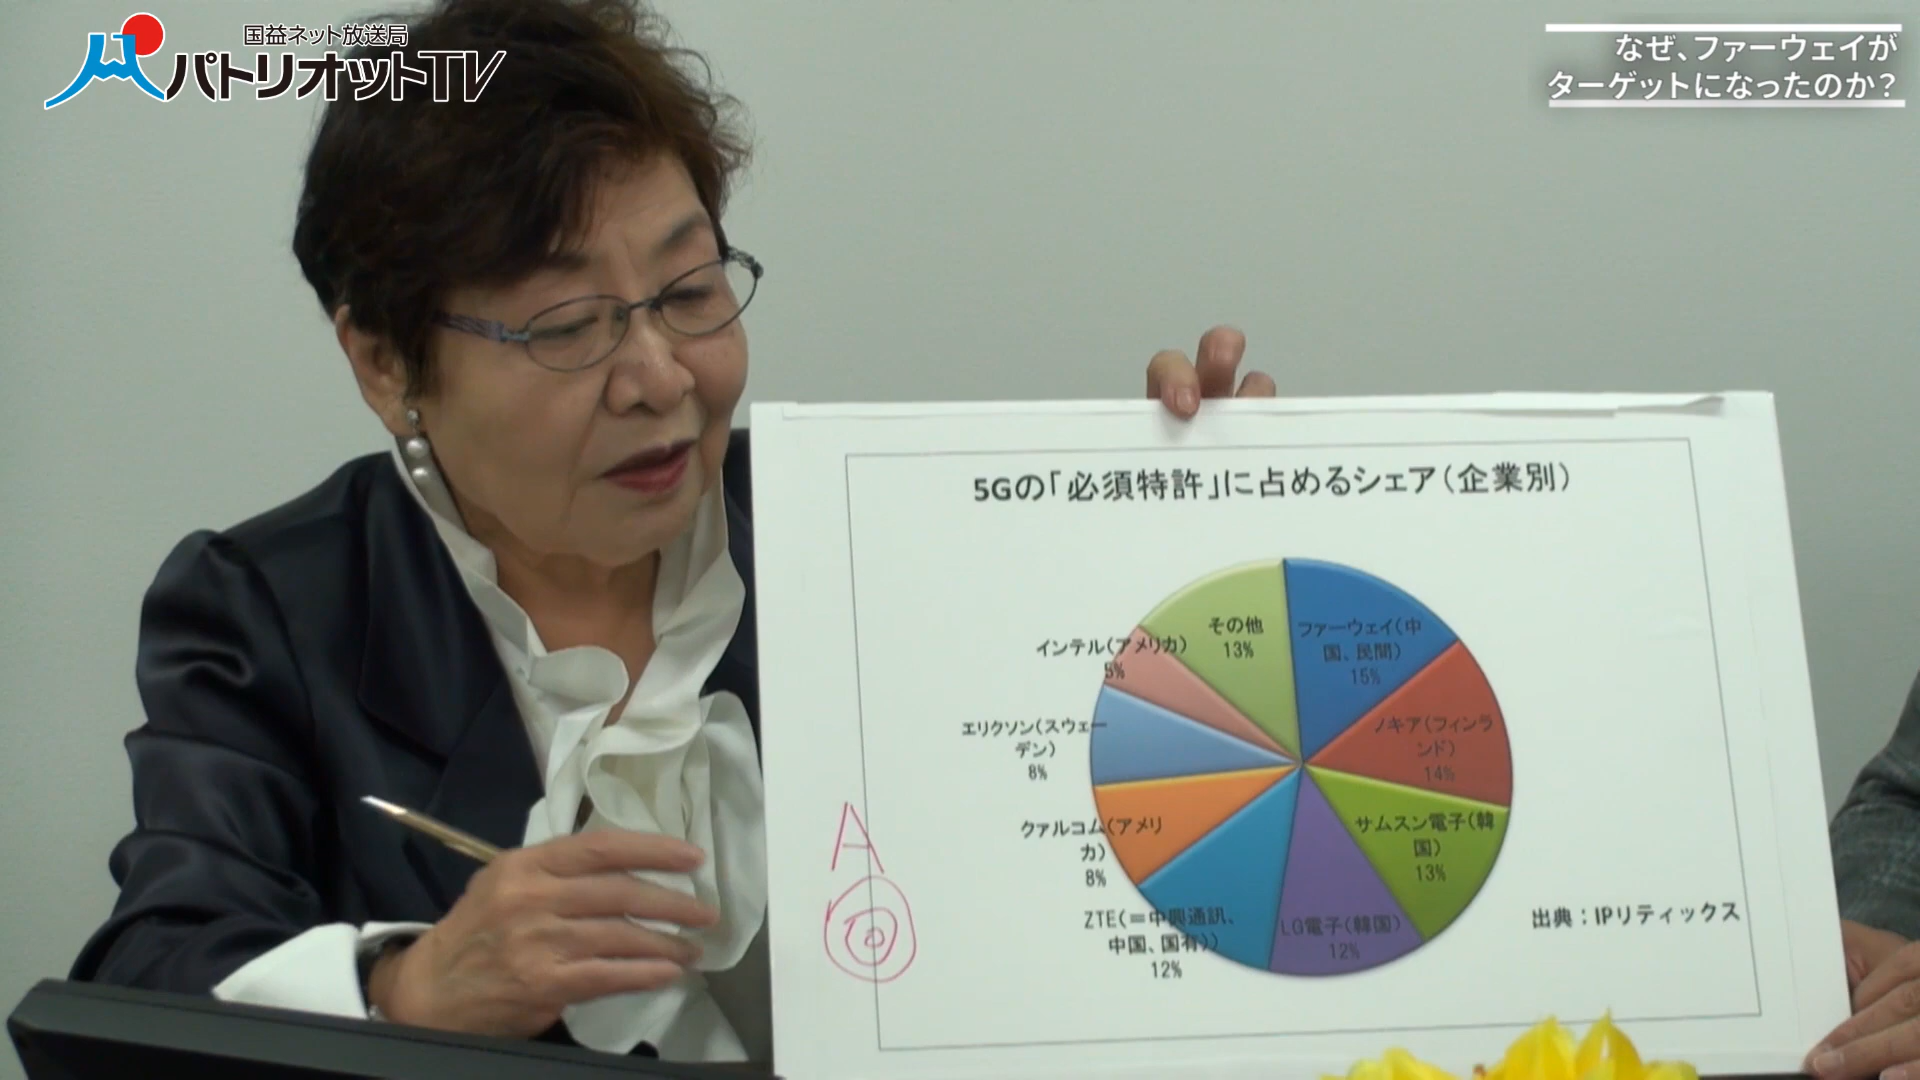 国益ネット放送局
パトリオットTV
なぜ、ファーウェイが
ターゲットになったのか？
5Gの「必須特許」に占めるシェア（企業別）
ファーウェイ（中
国、民間）
15%
ノキア（フィンラ
ンド）
14%
サムスン電子（韓
国）
13%
LG電子（韓国）
12%
ZTE（＝中興通訊、
中国、国有））
12%
クァルコム（アメリ
カ）
8%
エリクソン（スウェー
デン）
8%
インテル（アメリカ）
5%
その他
13%
出典：IPリティックス
A